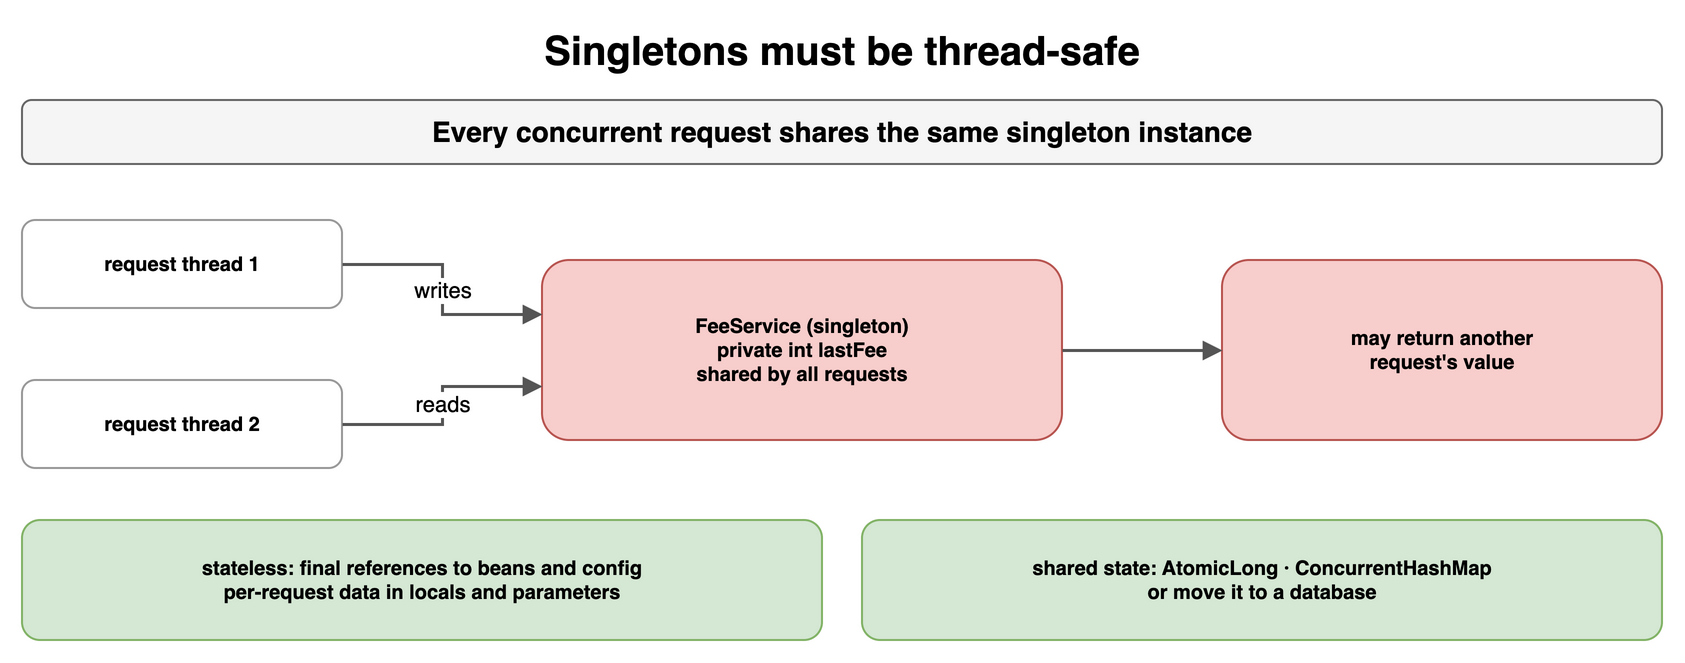 Singletons must be thread-safe
Every concurrent request shares the same singleton instance
request thread 1
writes
FeeService (singleton)
private int lastFee
shared by all requests
may return another
request's value
request thread 2
reads
stateless: final references to beans and config
per-request data in locals and parameters
shared state: AtomicLong · ConcurrentHashMap
or move it to a database